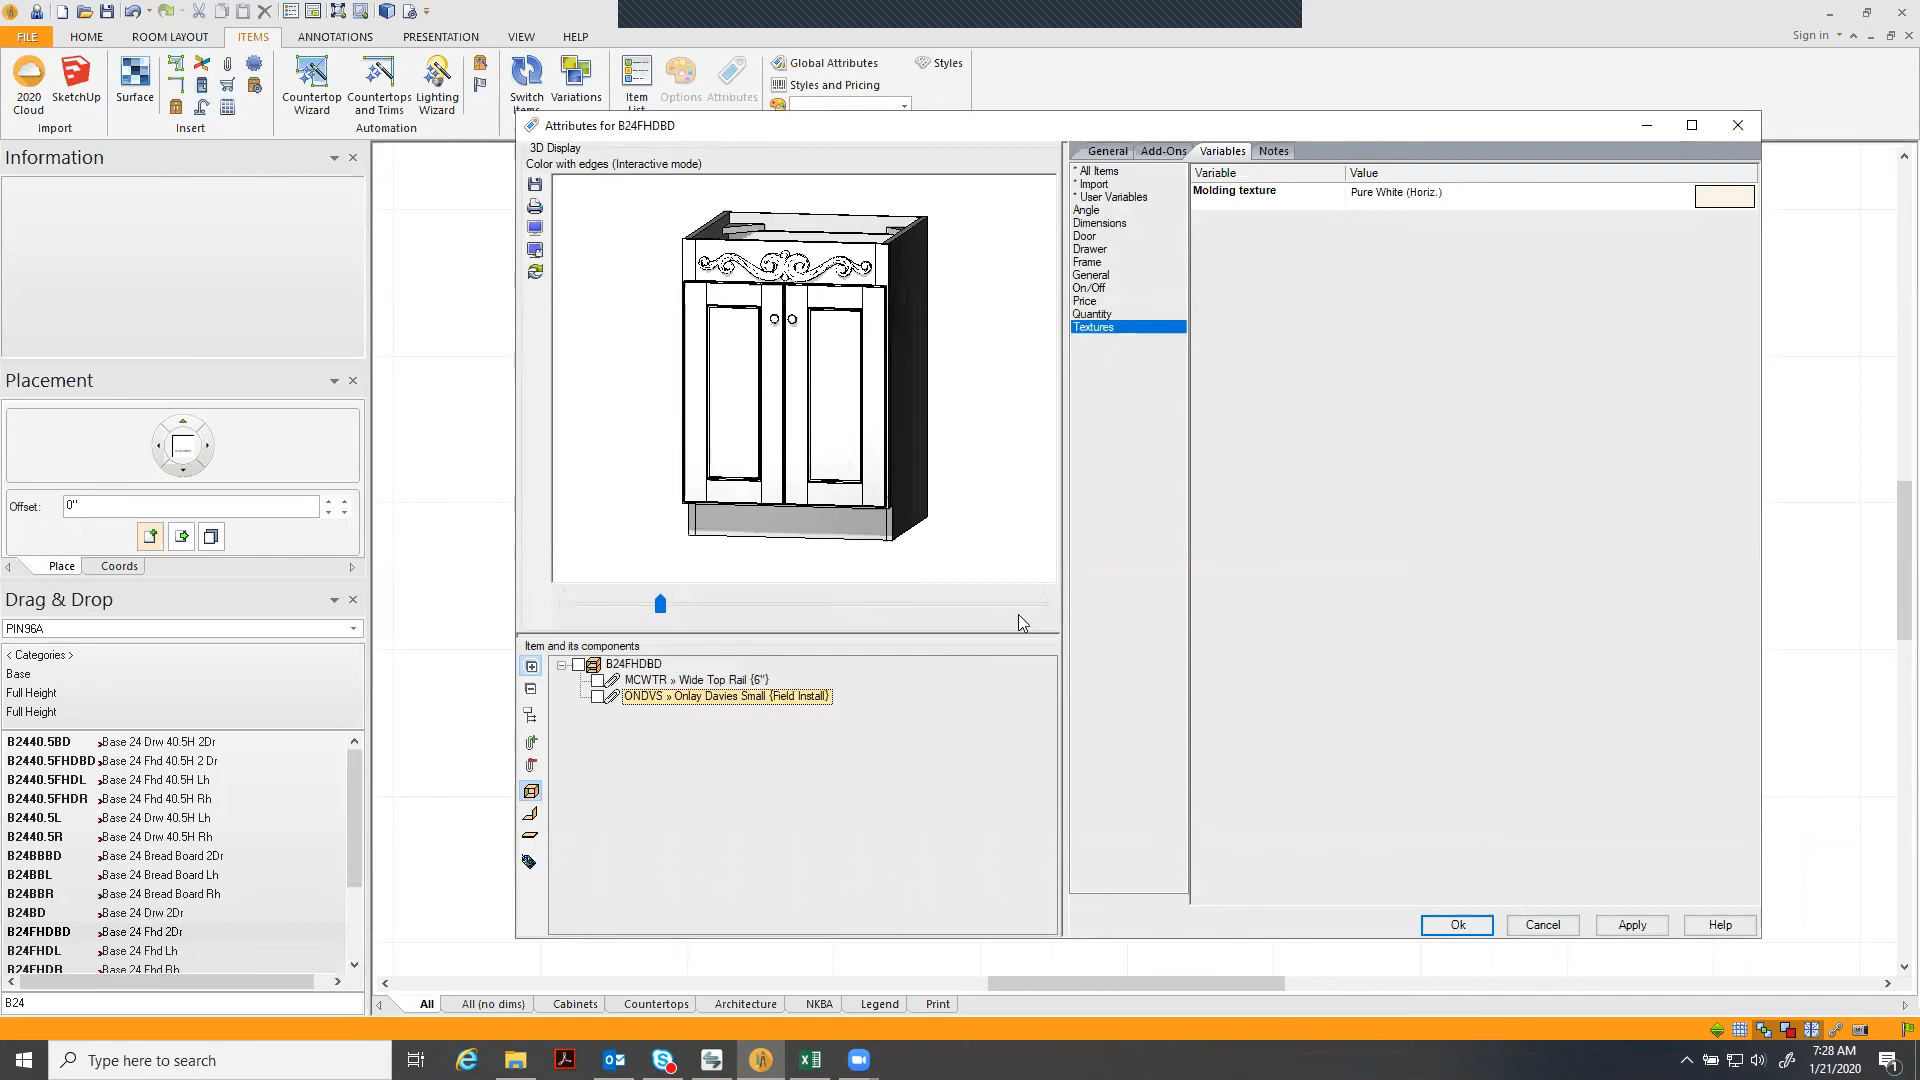 FILE
HOME
ROOM LAYOUT
ITEMS
ANNOTATIONS
PRESENTATION
VIEW
HELP
Sign in
2020
Cloud
SketchUp
Surface
Countertop
Wizard
Countertops
and Trims
Lighting
Wizard
Switch
Items
Variations
Item
List
Options
Attributes
Global Attributes
Styles and Pricing
Styles
Import
Insert
Automation
Information
Placement
Offset:
0"
Place
Coords
Drag & Drop
PIN96A
< Categories >
Base
Full Height
Full Height
B2440.5BD Base 24 Drw 40.5H 2Dr
B2440.5FHDBD Base 24 Fhd 40.5H 2 Dr
B2440.5FHDL Base 24 Fhd 40.5H Lh
B2440.5FHDR Base 24 Fhd 40.5H Rh
B2440.5L Base 24 Drw 40.5H Lh
B2440.5R Base 24 Drw 40.5H Rh
B24BBBD Base 24 Bread Board 2Dr
B24BBL Base 24 Bread Board Lh
B24BBR Base 24 Bread Board Rh
B24BD Base 24 Drw 2Dr
B24FHDBD Base 24 Fhd 2Dr
B24FHDL Base 24 Fhd Lh
B24FHDR Base 24 Fhd Rh
B24
Attributes for B24FHDBD
3D Display
Color with edges (Interactive mode)
Item and its components
B24FHDBD
MCWTR » Wide Top Rail {6"}
ONDVS » Onlay Davies Small {Field Install}
General
Add-Ons
Variables
Notes
* All Items
* Import
* User Variables
Angle
Dimensions
Door
Drawer
Frame
General
On/Off
Price
Quantity
Textures
Variable
Value
Molding texture
Pure White (Horiz.)
Ok
Cancel
Apply
Help
All
All (no dims)
Cabinets
Countertops
Architecture
NKBA
Legend
Print
Type here to search
7:28 AM
1/21/2020
1